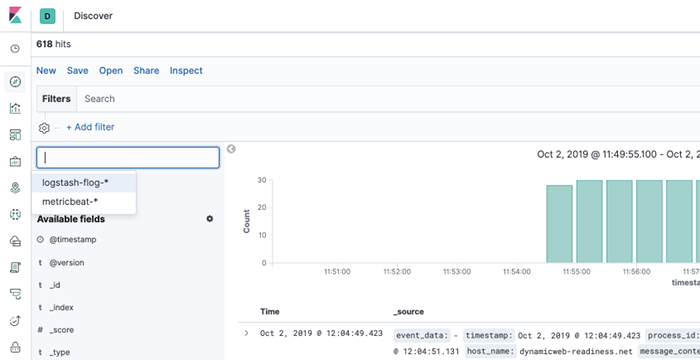 D Discover
618 hits
New Save Open Share Inspect
Filters Search
+ Add filter
logstash-flog-*
metricbeat-*
Available fields
@timestamp
t @version
t _id
t _index
# _score
t _type
Oct 2, 2019 @ 11:49:55.100 - Oct 2, 2
Count
30
20
10
0
11:51:00 11:52:00 11:53:00 11:54:00 11:55:00 11:56:00 11:57
timesta
Time _source
Oct 2, 2019 @ 12:04:49.423 event_data: - timestamp: Oct 2, 2019 @ 12:04:49.423 process_id:
@ 12:04:51.131 host_name: dynamicweb-readiness.net message_conte